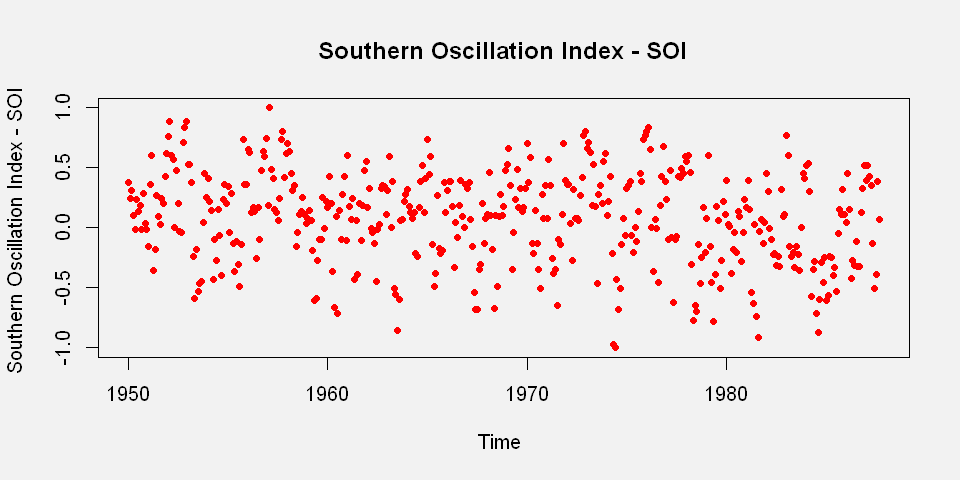 Southern Oscillation Index - SOI
Southern Oscillation Index - SOI
1.0
0.5
0.0
-0.5
-1.0
1950 1960 1970 1980
Time